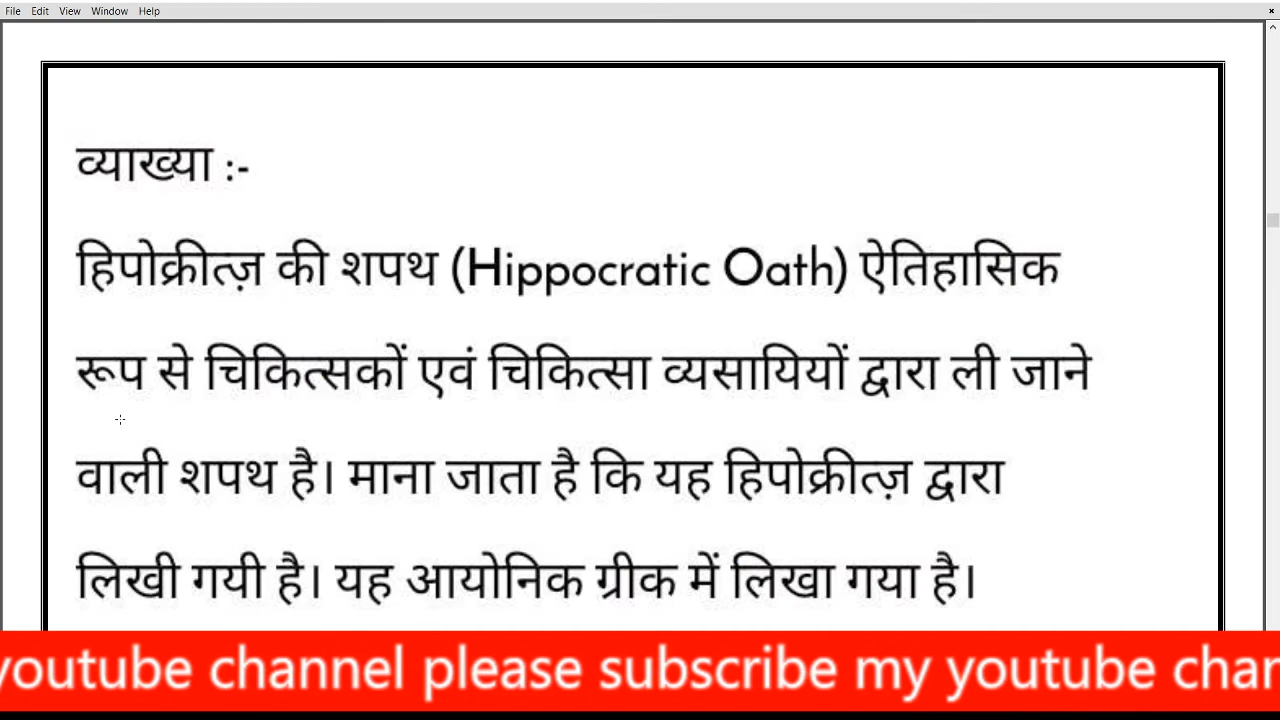 File Edit View Window Help
व्याख्या :-
हिपोक्रीत्ज़ की शपथ (Hippocratic Oath) ऐतिहासिक
रूप से चिकित्सकों एवं चिकित्सा व्यसायियों द्वारा ली जाने
वाली शपथ है। माना जाता है कि यह हिपोक्रीत्ज़ द्वारा
लिखी गयी है। यह आयोनिक ग्रीक में लिखा गया है।
youtube channel please subscribe my youtube chan